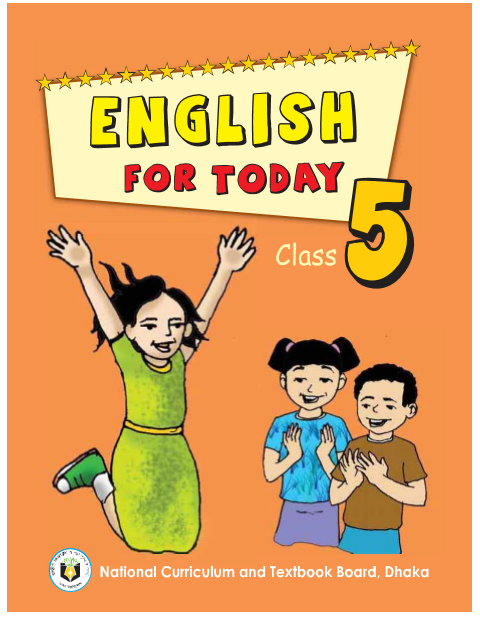 ENGLISH
FOR TODAY
Class 5
National Curriculum and Textbook Board, Dhaka